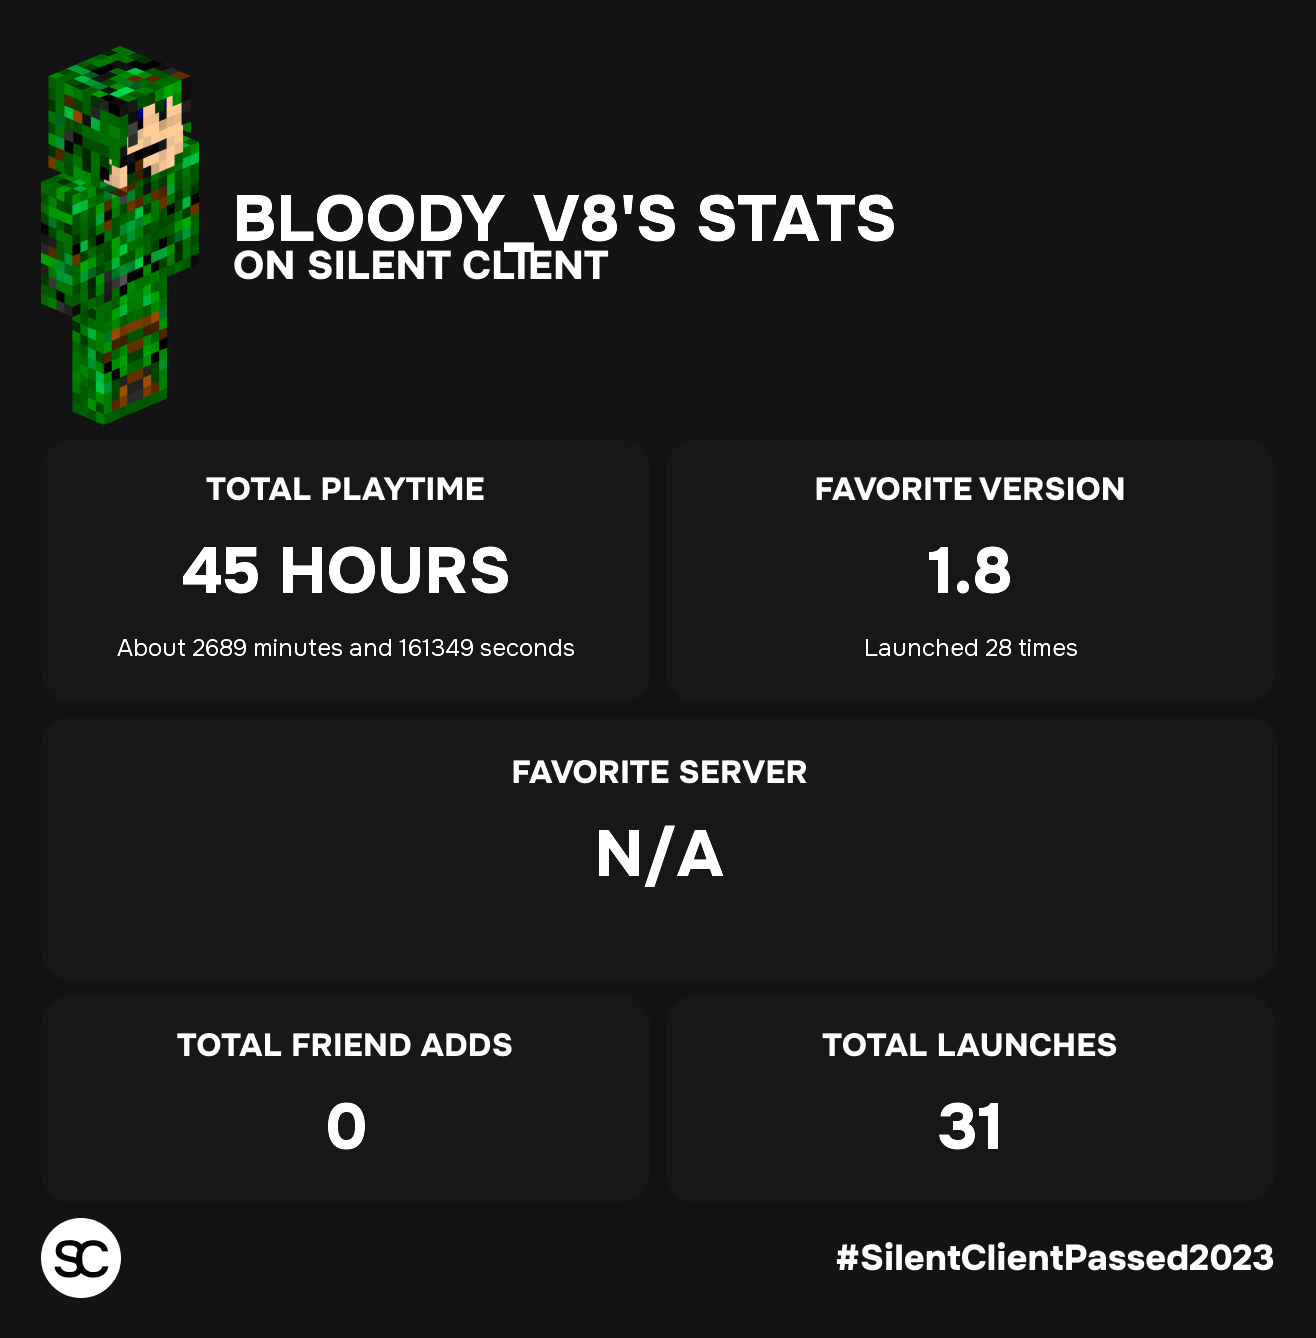 BLOODY_V8'S STATS
ON SILENT CLIENT
TOTAL PLAYTIME
45 HOURS
About 2689 minutes and 161349 seconds
FAVORITE VERSION
1.8
Launched 28 times
FAVORITE SERVER
N/A
TOTAL FRIEND ADDS
0
TOTAL LAUNCHES
31
SC
#SilentClientPassed2023